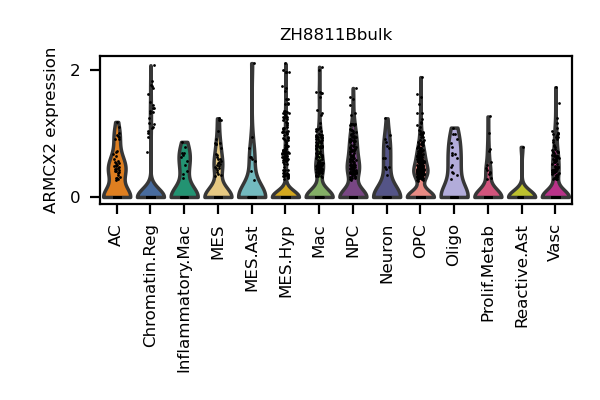 ZH8811Bbulk
ARMCX2 expression
2
0
AC
Chromatin.Reg
Inflammatory.Mac
MES
MES.Ast
MES.Hyp
Mac
NPC
Neuron
OPC
Oligo
Prolif.Metab
Reactive.Ast
Vasc